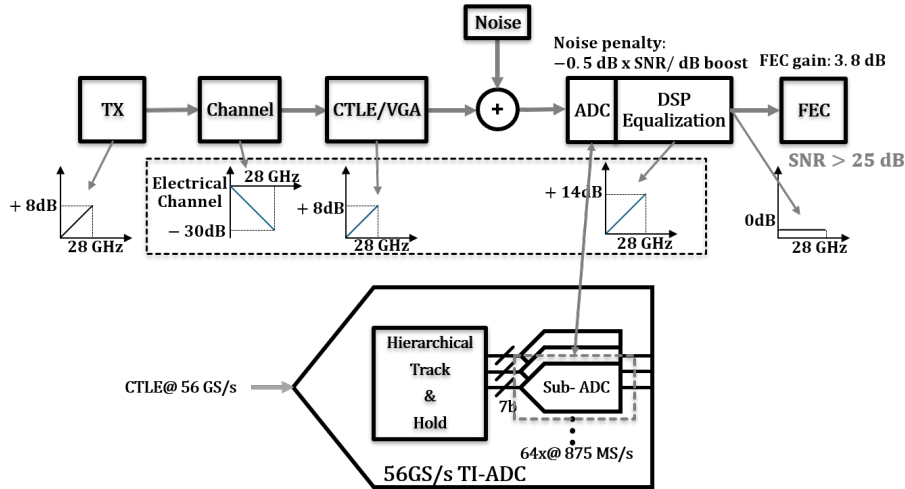 Noise
Noise penalty:
−0.5 dB x SNR/ dB boost
FEC gain: 3.8 dB
TX
Channel
CTLE/VGA
+
ADC
DSP
Equalization
FEC
SNR > 25 dB
+ 8dB
28 GHz
Electrical
Channel
28 GHz
− 30dB
+ 8dB
28 GHz
+ 14dB
28 GHz
0dB
28 GHz
Hierarchical
Track
&
Hold
CTLE@ 56 GS/s
7b
Sub- ADC
64x@ 875 MS/s
56GS/s TI-ADC